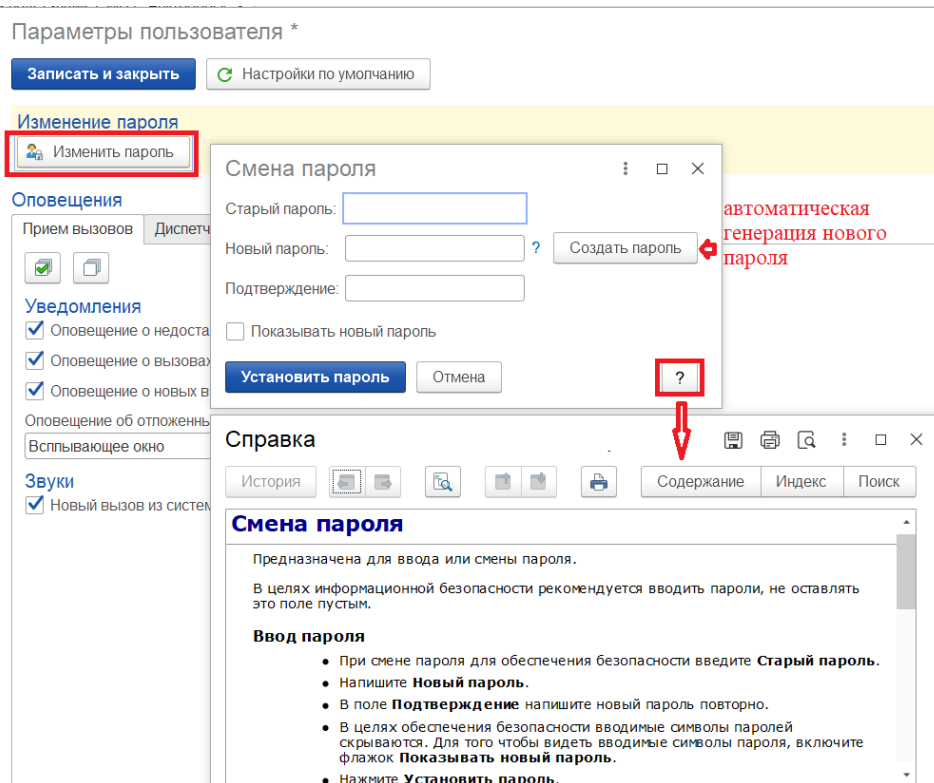 Параметры пользователя *
Записать и закрыть
Настройки по умолчанию
Изменение пароля
Изменить пароль
Смена пароля
Старый пароль:
Новый пароль:
?
Создать пароль
автоматическая
генерация нового
пароля
Подтверждение:
Показывать новый пароль
Установить пароль
Отмена
?
Оповещения
Прием вызовов
Диспетч
Уведомления
Оповещение о недоста
Оповещение о вызовах
Оповещение о новых в
Оповещение об отложеннь
Всплывающее окно
Звуки
Новый вызов из систем
Справка
История
Содержание
Индекс
Поиск
Смена пароля
Предназначена для ввода или смены пароля.
В целях информационной безопасности рекомендуется вводить пароли, не оставлять
это поле пустым.
Ввод пароля
● При смене пароля для обеспечения безопасности введите Старый пароль.
● Напишите Новый пароль.
● В поле Подтверждение напишите новый пароль повторно.
● В целях обеспечения безопасности вводимые символы паролей
скрываются. Для того чтобы видеть вводимые символы пароля, включите
флажок Показывать новый пароль.
● Нажмите Установить пароль.